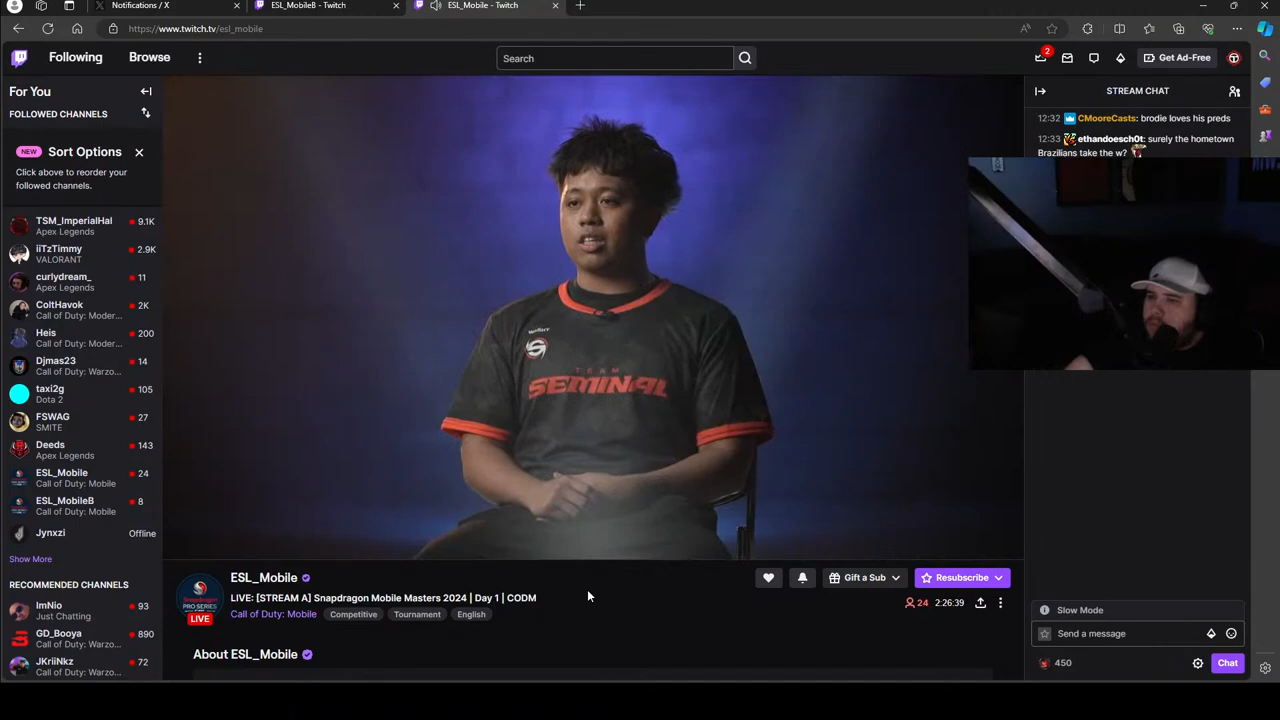 Notifications / X
ESL_MobileB - Twitch
ESL_Mobile - Twitch
https://www.twitch.tv/esl_mobile
Following
Browse
Search
2
Get Ad-Free
For You
FOLLOWED CHANNELS
NEW
Sort Options
Click above to reorder your
followed channels.
TSM_ImperialHal
9.1K
Apex Legends
iiTzTimmy
2.9K
VALORANT
curlydream_
11
Apex Legends
ColtHavok
2K
Call of Duty: Moder...
Heis
200
Call of Duty: Moder...
Djmas23
14
Call of Duty: Warzo...
taxi2g
105
Dota 2
FSWAG
27
SMITE
Deeds
143
Apex Legends
ESL_Mobile
24
Call of Duty: Mobile
ESL_MobileB
8
Call of Duty: Mobile
Jynxzi
Offline
Show More
RECOMMENDED CHANNELS
ImNio
93
Just Chatting
GD_Booya
890
Call of Duty: Warzo...
JKriiNkz
72
Call of Duty: Warzo...
TEAM
SEMINAL
Snapdragon
PRO SERIES
LIVE
ESL_Mobile
LIVE: [STREAM A] Snapdragon Mobile Masters 2024 | Day 1 | CODM
Call of Duty: Mobile
Competitive
Tournament
English
Gift a Sub
Resubscribe
24
2:26:39
About ESL_Mobile
STREAM CHAT
12:32 CMooreCasts: brodie loves his preds
12:33 ethandoesch0t: surely the hometown
Brazilians take the w?
Slow Mode
Send a message
450
Chat